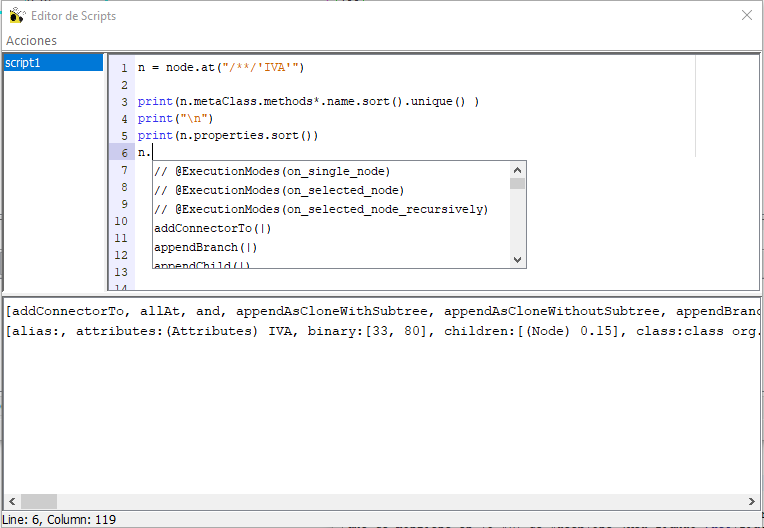 Editor de Scripts
Acciones
script1
1 n = node.at("/**/'IVA'")
2
3 print(n.metaClass.methods*.name.sort().unique() )
4 print("\n")
5 print(n.properties.sort())
6 n.
7 // @ExecutionModes(on_single_node)
8 // @ExecutionModes(on_selected_node)
9 // @ExecutionModes(on_selected_node_recursively)
10 addConnectorTo(|)
11 appendBranch(|)
12 appendChild(|)
13
14
[addConnectorTo, allAt, and, appendAsCloneWithSubtree, appendAsCloneWithoutSubtree, appendBranc
[alias:, attributes:(Attributes) IVA, binary:[33, 80], children:[(Node) 0.15], class:class org.
Line: 6, Column: 119